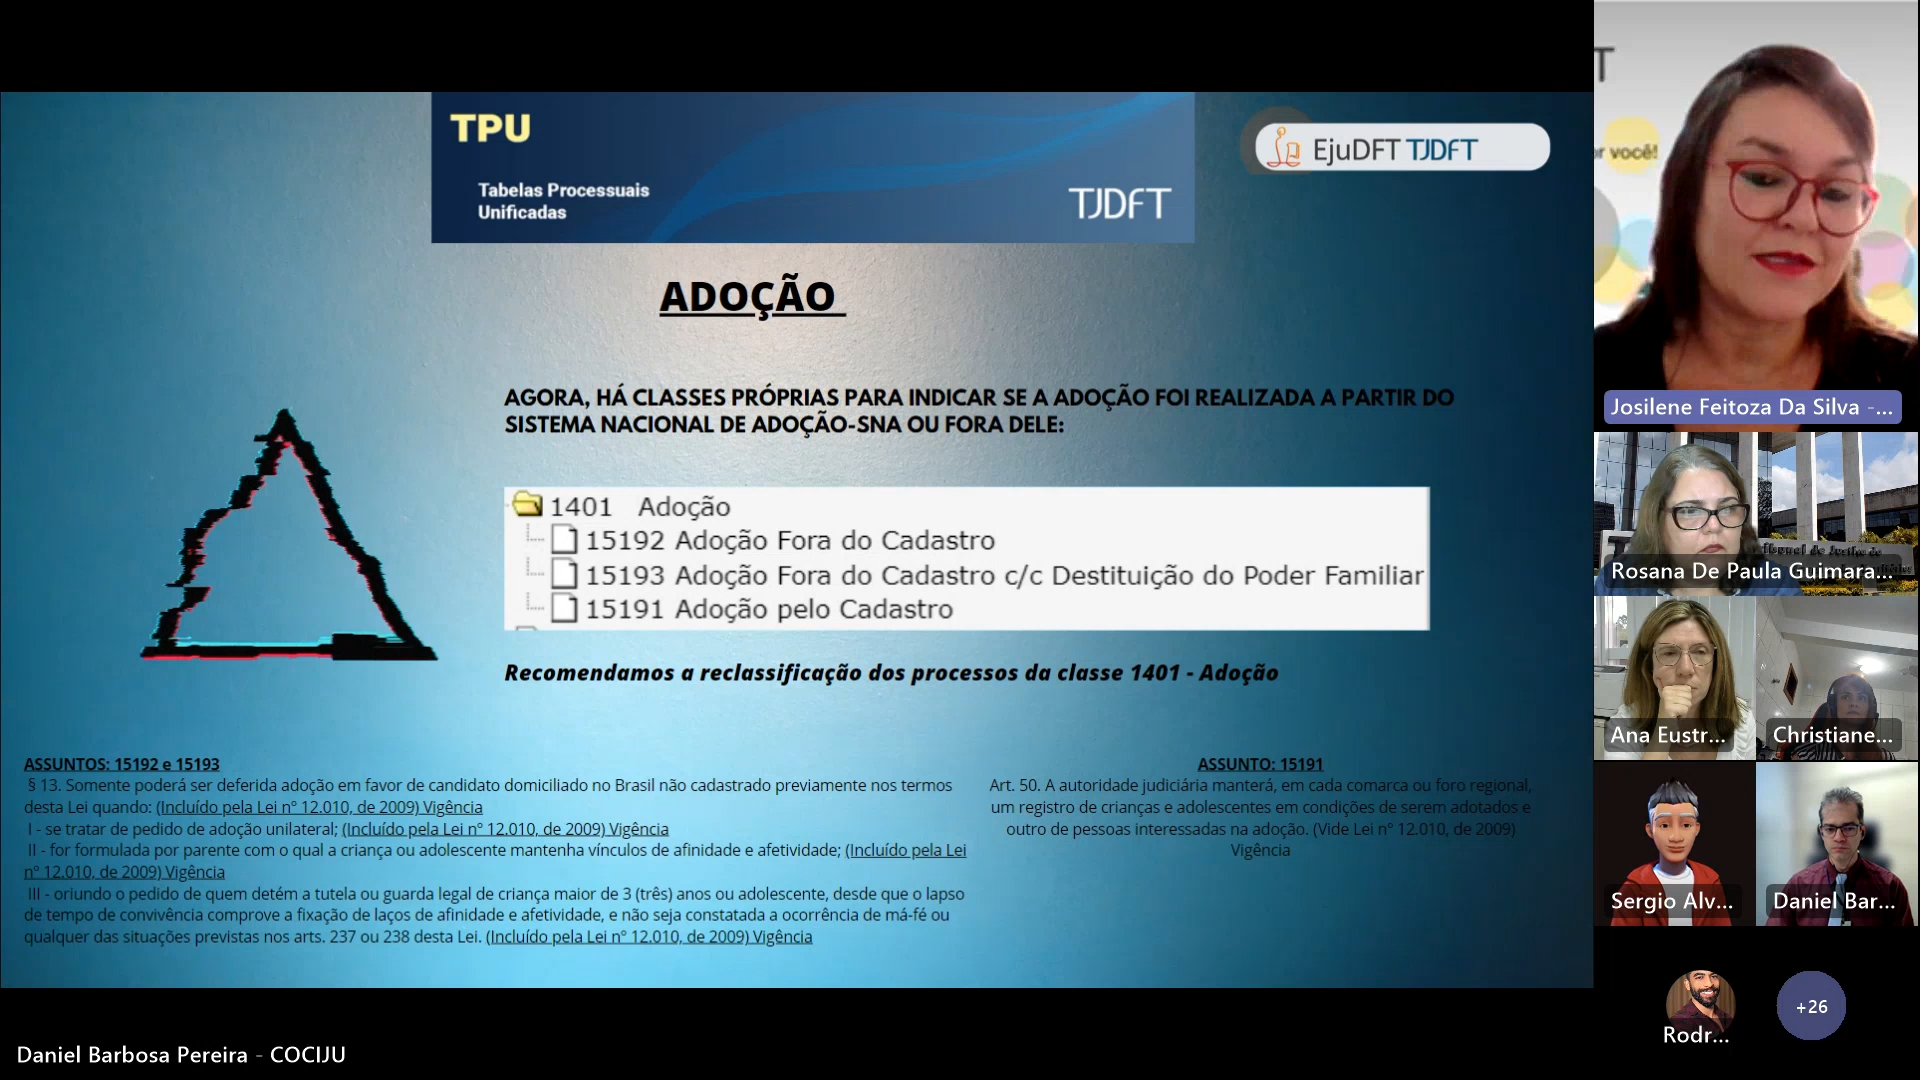 TPU
Tabelas Processuais
Unificadas
TJDFT
EjuDFT TJDFT
ADOÇÃO
AGORA, HÁ CLASSES PRÓPRIAS PARA INDICAR SE A ADOÇÃO FOI REALIZADA A PARTIR DO
SISTEMA NACIONAL DE ADOÇÃO-SNA OU FORA DELE:
1401 Adoção
15192 Adoção Fora do Cadastro
15193 Adoção Fora do Cadastro c/c Destituição do Poder Familiar
15191 Adoção pelo Cadastro
Recomendamos a reclassificação dos processos da classe 1401 - Adoção
ASSUNTOS: 15192 e 15193
§ 13. Somente poderá ser deferida adoção em favor de candidato domiciliado no Brasil não cadastrado previamente nos termos
desta Lei quando: (Incluído pela Lei nº 12.010, de 2009) Vigência
I - se tratar de pedido de adoção unilateral; (Incluído pela Lei nº 12.010, de 2009) Vigência
II - for formulada por parente com o qual a criança ou adolescente mantenha vínculos de afinidade e afetividade; (Incluído pela Lei
nº 12.010, de 2009) Vigência
III - oriundo o pedido de quem detém a tutela ou guarda legal de criança maior de 3 (três) anos ou adolescente, desde que o lapso
de tempo de convivência comprove a fixação de laços de afinidade e afetividade, e não seja constatada a ocorrência de má-fé ou
qualquer das situações previstas nos arts. 237 ou 238 desta Lei. (Incluído pela Lei nº 12.010, de 2009) Vigência
ASSUNTO: 15191
Art. 50. A autoridade judiciária manterá, em cada comarca ou foro regional,
um registro de crianças e adolescentes em condições de serem adotados e
outro de pessoas interessadas na adoção. (Vide Lei nº 12.010, de 2009)
Vigência
T
or você!
Josilene Feitoza Da Silva -...
Rosana De Paula Guimara...
Ana Eustr...
Christiane...
Sergio Alv...
Daniel Bar...
Rodr...
+26
Daniel Barbosa Pereira - COCIJU